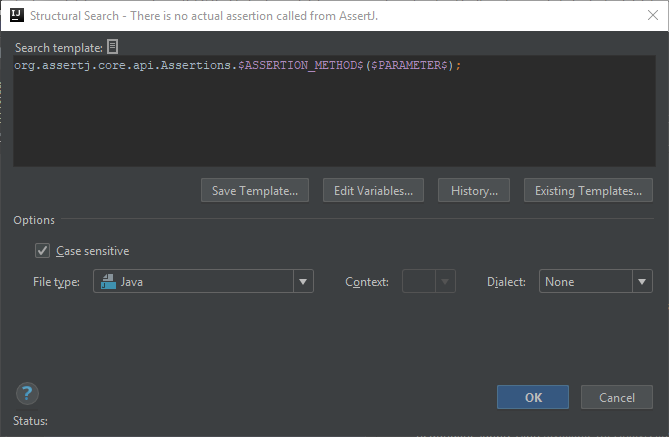 Structural Search - There is no actual assertion called from AssertJ.
Search template:
org.assertj.core.api.Assertions.$ASSERTION_METHOD$($PARAMETER$);
Save Template... Edit Variables... History... Existing Templates...
Options
Case sensitive
File type: Java Context: Dialect: None
? OK Cancel
Status: